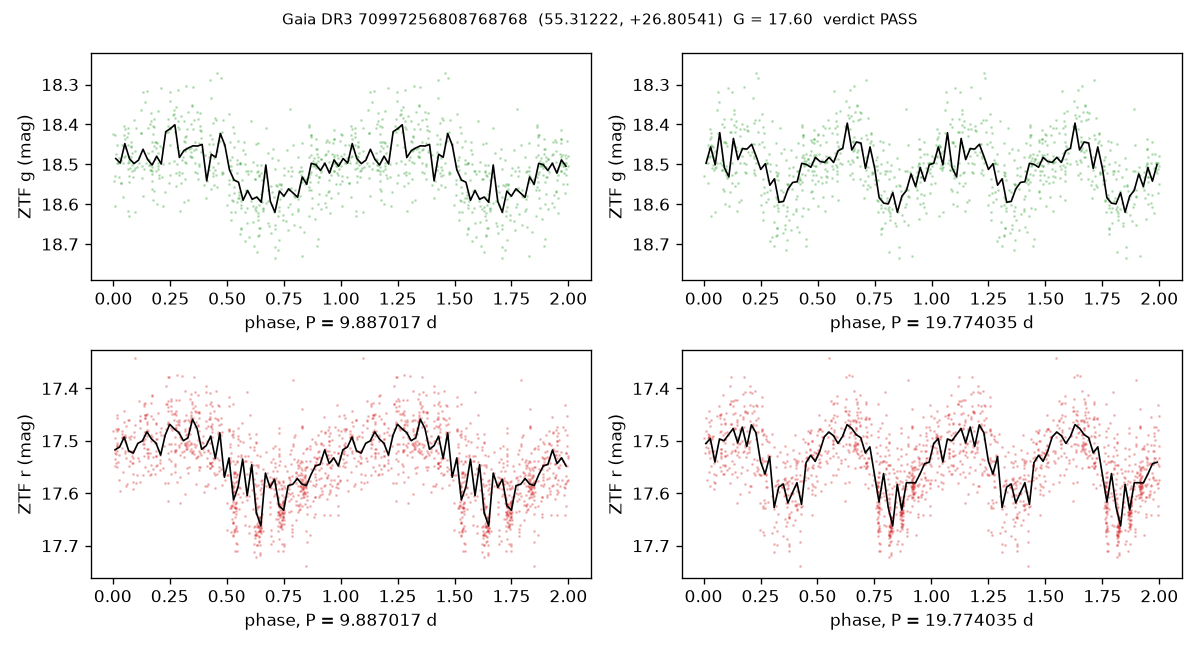 Gaia DR3 70997256808768768  (55.31222, +26.80541)  G = 17.60  verdict PASS
ZTF g (mag)
18.3
18.4
18.5
18.6
18.7
0.00 0.25 0.50 0.75 1.00 1.25 1.50 1.75 2.00
phase, P = 9.887017 d
ZTF g (mag)
18.3
18.4
18.5
18.6
18.7
0.00 0.25 0.50 0.75 1.00 1.25 1.50 1.75 2.00
phase, P = 19.774035 d
ZTF r (mag)
17.4
17.5
17.6
17.7
0.00 0.25 0.50 0.75 1.00 1.25 1.50 1.75 2.00
phase, P = 9.887017 d
ZTF r (mag)
17.4
17.5
17.6
17.7
0.00 0.25 0.50 0.75 1.00 1.25 1.50 1.75 2.00
phase, P = 19.774035 d